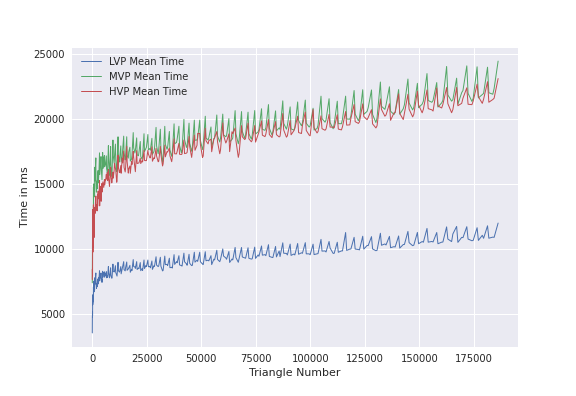 25000
20000
15000
10000
5000
Time in ms
LVP Mean Time
MVP Mean Time
HVP Mean Time
0 25000 50000 75000 100000 125000 150000 175000
Triangle Number